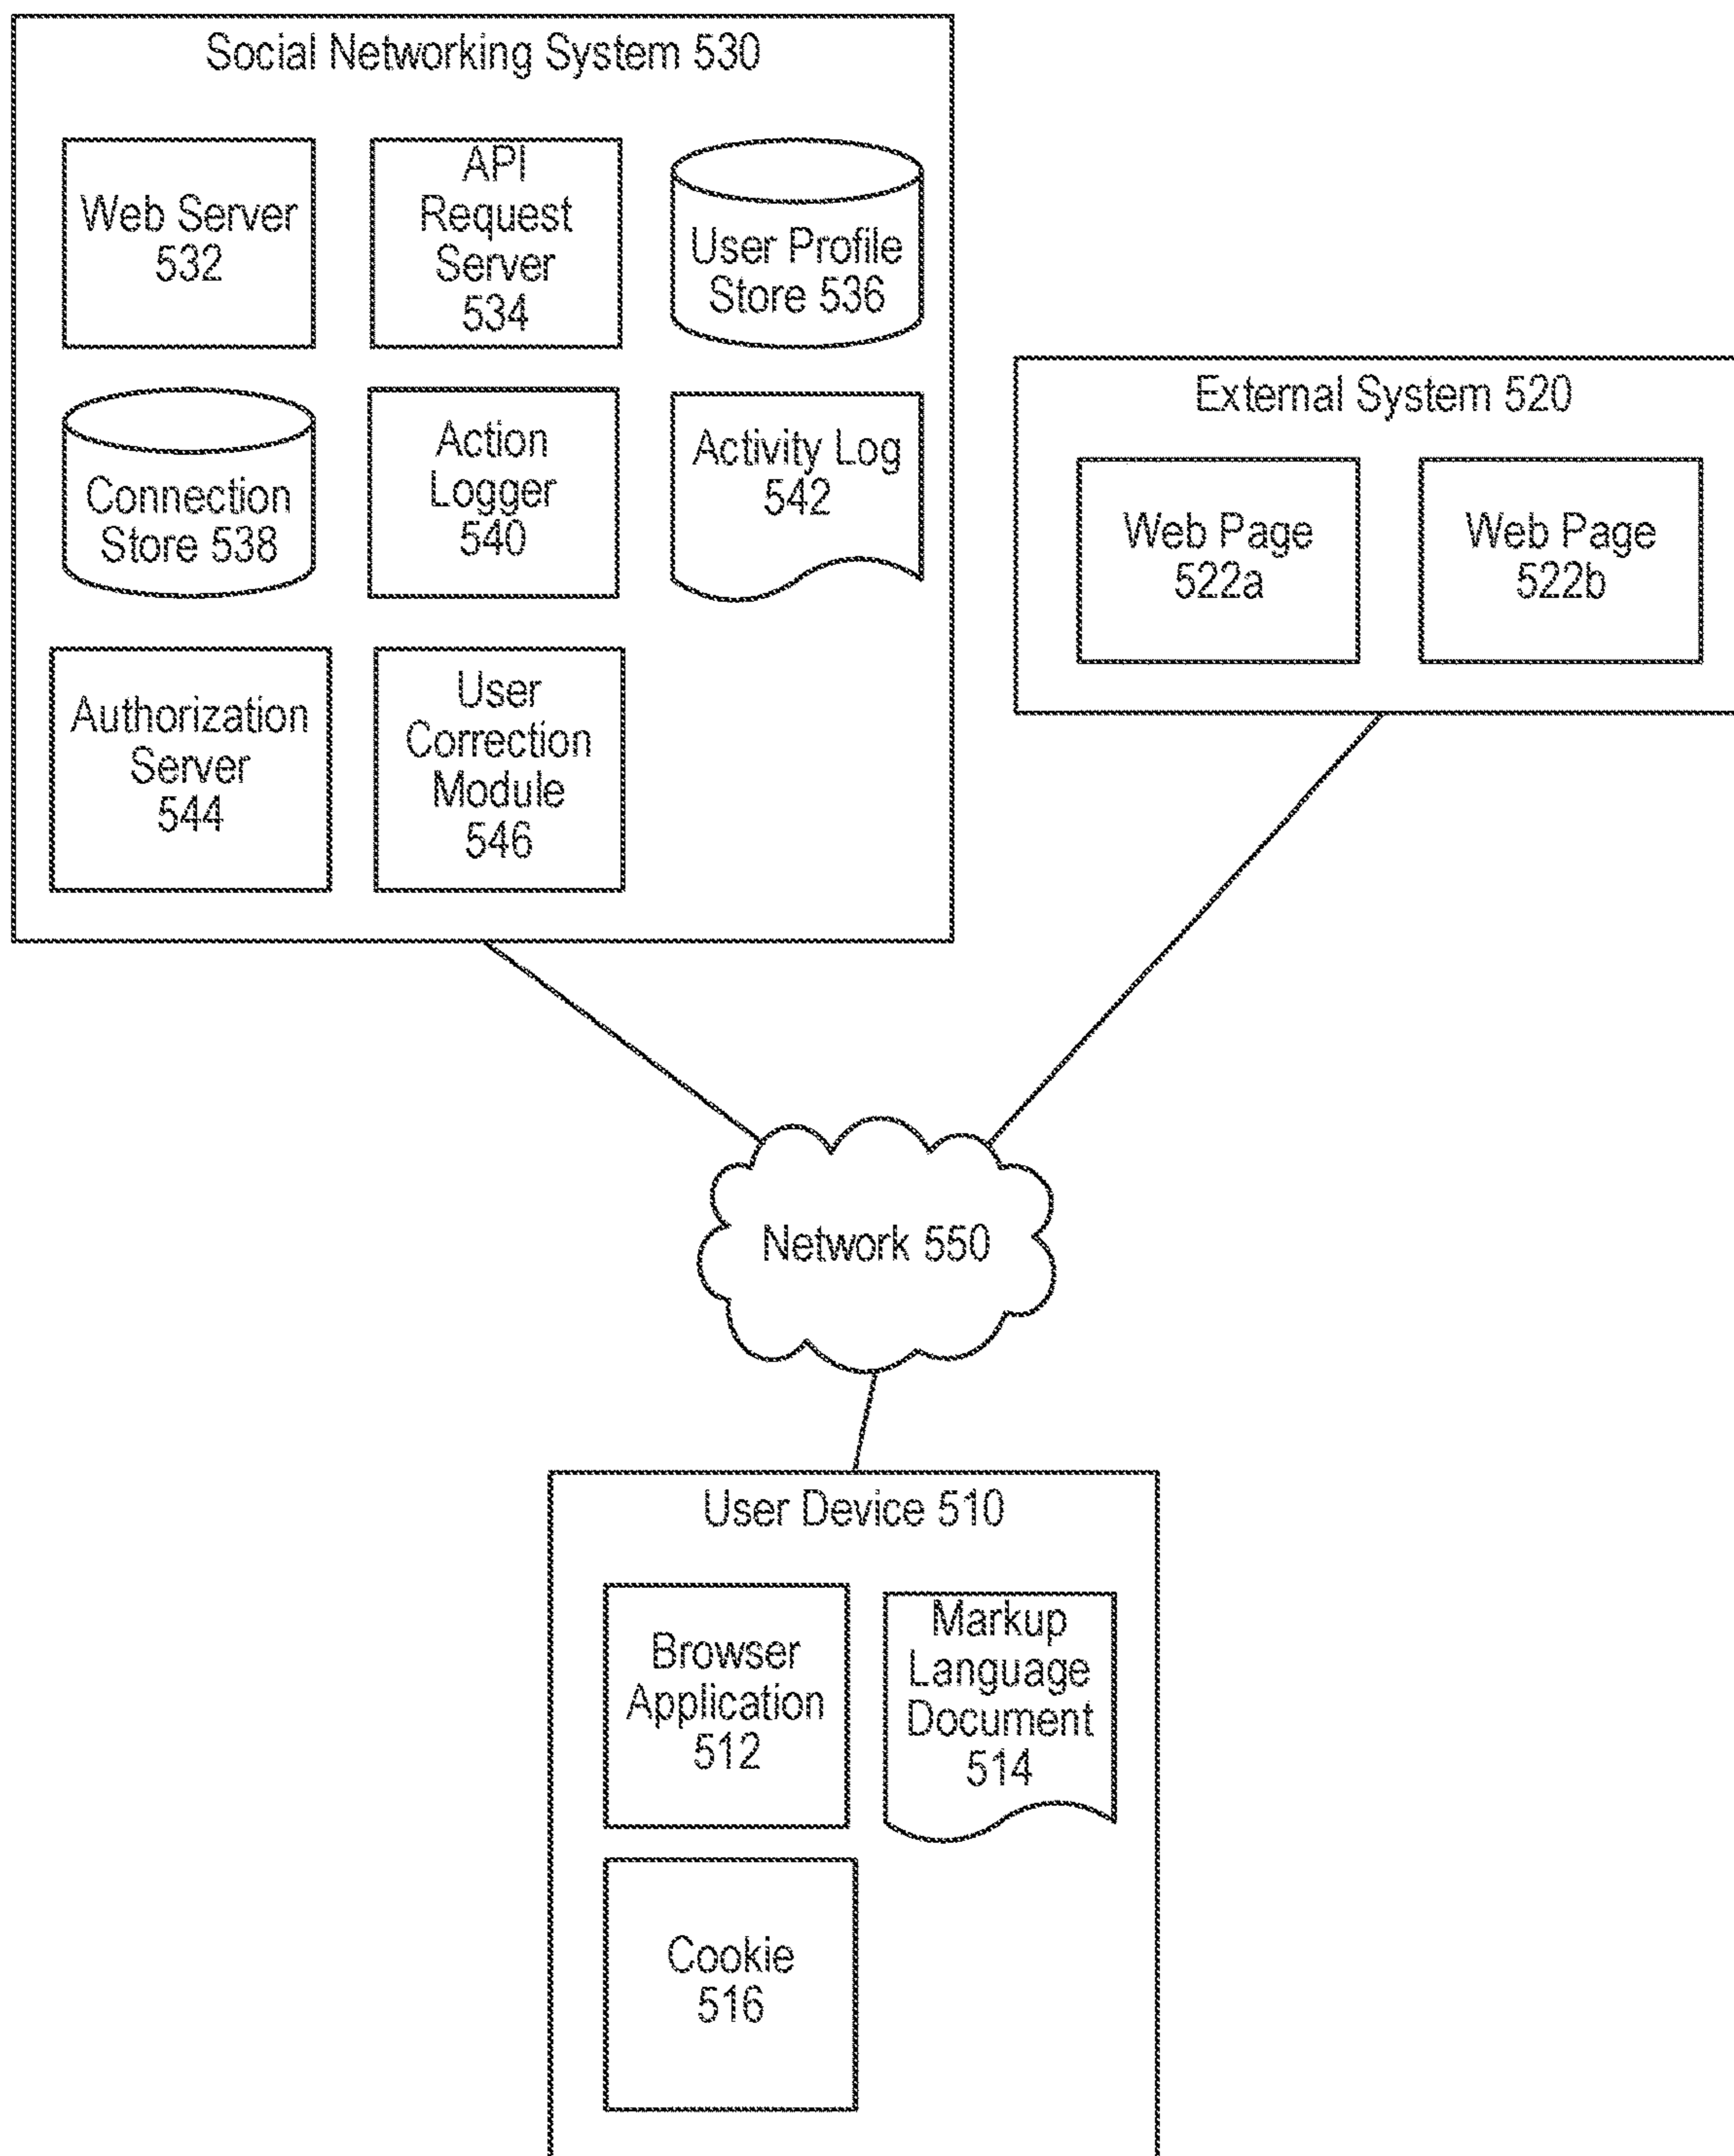 Social Networking System 530
Web Server
532
API
Request
Server
534
User Profile
Store 536
Connection
Store 538
Action
Logger
540
Activity Log
542
Authorization
Server
544
User
Correction
Module
546
External System 520
Web Page
522a
Web Page
522b
Network 550
User Device 510
Browser
Application
512
Markup
Language
Document
514
Cookie
516